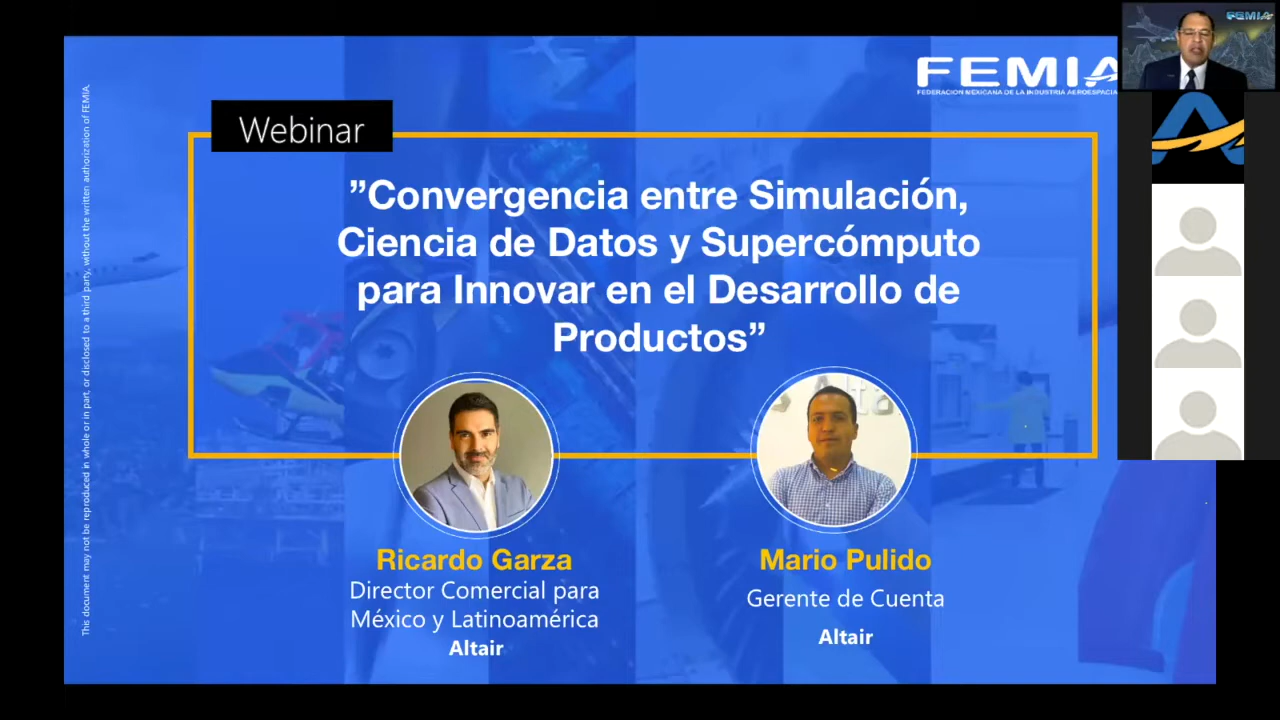 FEMIA
FEMIA
FEDERACION MEXICANA DE LA INDUSTRIA AEROESPACIA
Webinar
”Convergencia entre Simulación,
Ciencia de Datos y Supercómputo
para Innovar en el Desarrollo de
Productos”
Ricardo Garza
Director Comercial para
México y Latinoamérica
Altair
Mario Pulido
Gerente de Cuenta
Altair
This document may not be reproduced in whole or in part, or disclosed to a third party, without the written authorization of FEMIA.